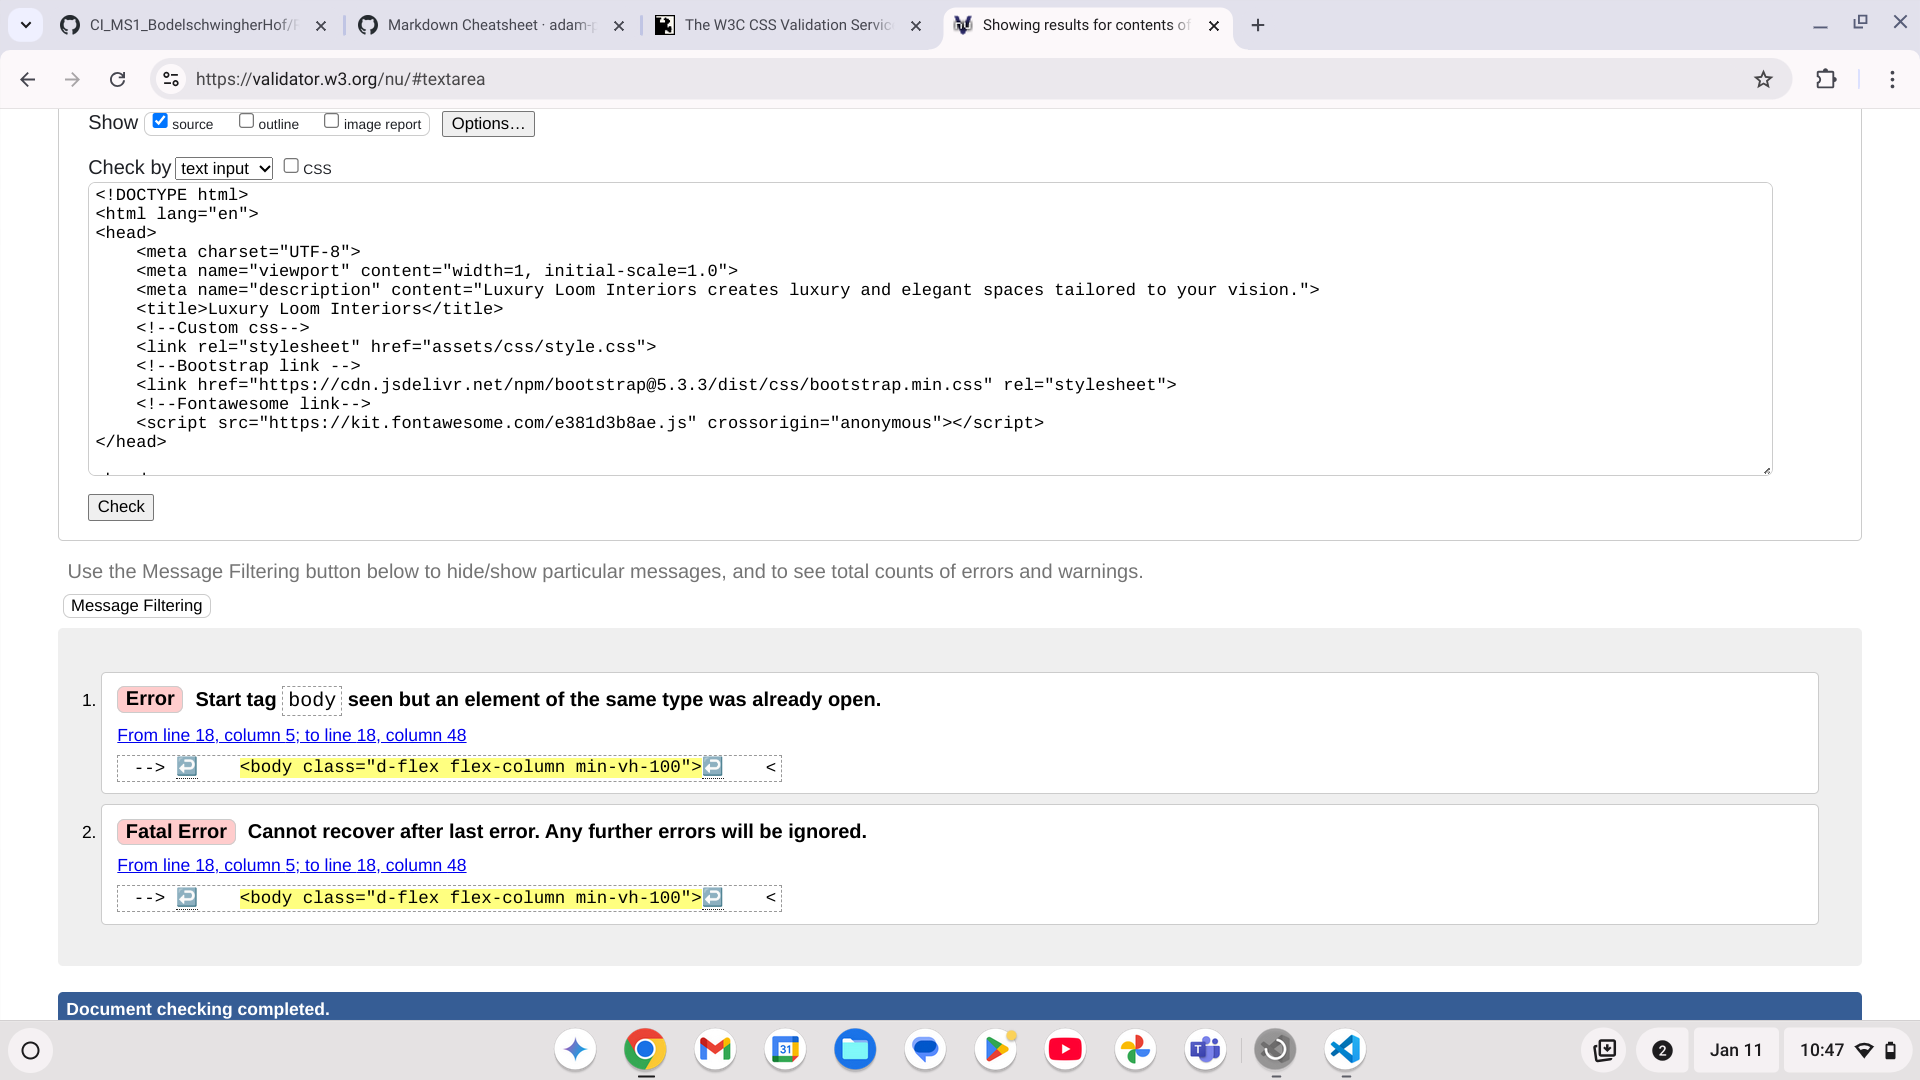 CI_MS1_BodelschwingherHof/
Markdown Cheatsheet · adam-p
The W3C CSS Validation Servic
Showing results for contents of
https://validator.w3.org/nu/#textarea
Show source outline image report Options...
Check by text input CSS
<!DOCTYPE html>
<html lang="en">
<head>
    <meta charset="UTF-8">
    <meta name="viewport" content="width=1, initial-scale=1.0">
    <meta name="description" content="Luxury Loom Interiors creates luxury and elegant spaces tailored to your vision.">
    <title>Luxury Loom Interiors</title>
    <!--Custom css-->
    <link rel="stylesheet" href="assets/css/style.css">
    <!--Bootstrap link -->
    <link href="https://cdn.jsdelivr.net/npm/bootstrap@5.3.3/dist/css/bootstrap.min.css" rel="stylesheet">
    <!--Fontawesome link-->
    <script src="https://kit.fontawesome.com/e381d3b8ae.js" crossorigin="anonymous"></script>
</head>
Check
Use the Message Filtering button below to hide/show particular messages, and to see total counts of errors and warnings.
Message Filtering
1. Error Start tag body seen but an element of the same type was already open.
From line 18, column 5; to line 18, column 48
--> ↩    <body class="d-flex flex-column min-vh-100">↩    <
2. Fatal Error Cannot recover after last error. Any further errors will be ignored.
From line 18, column 5; to line 18, column 48
--> ↩    <body class="d-flex flex-column min-vh-100">↩    <
Document checking completed.
31
2
Jan 11
10:47